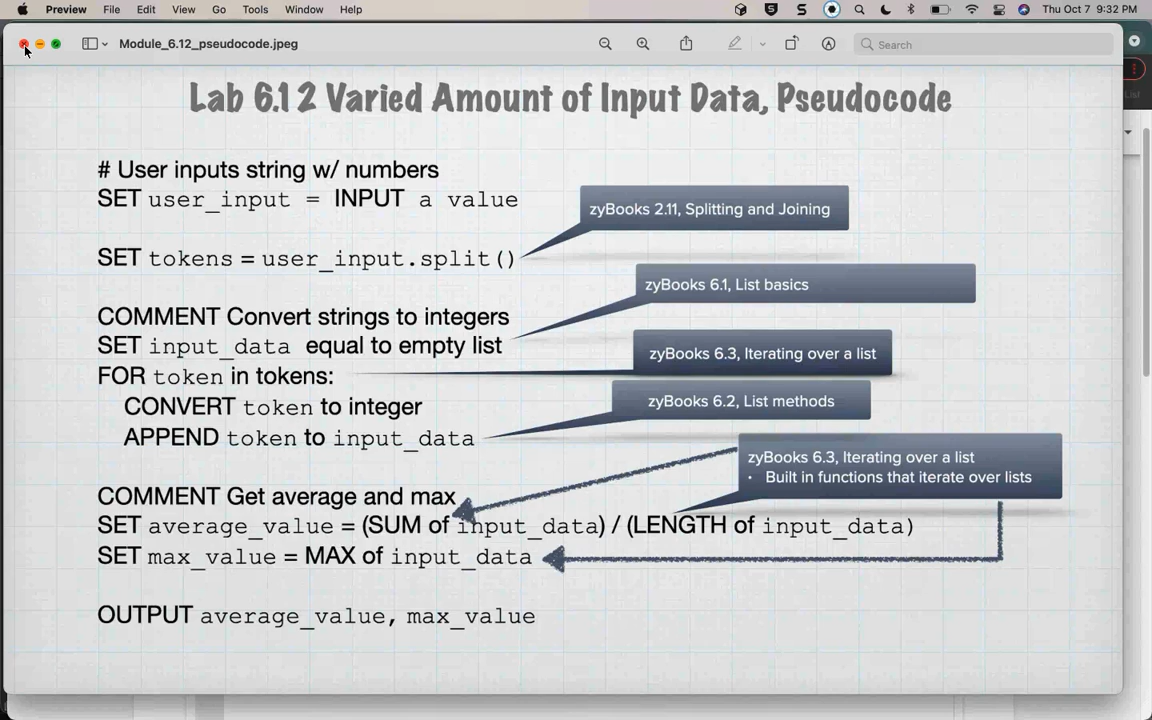 Preview File Edit View Go Tools Window Help Thu Oct 7 9:32 PM
Module_6.12_pseudocode.jpeg Search
Lab 6.12 Varied Amount of Input Data, Pseudocode
# User inputs string w/ numbers
SET user_input = INPUT a value
zyBooks 2.11, Splitting and Joining
SET tokens = user_input.split()
zyBooks 6.1, List basics
COMMENT Convert strings to integers
SET input_data equal to empty list
zyBooks 6.3, Iterating over a list
FOR token in tokens:
zyBooks 6.2, List methods
CONVERT token to integer
APPEND token to input_data
zyBooks 6.3, Iterating over a list
• Built in functions that iterate over lists
COMMENT Get average and max
SET average_value = (SUM of input_data) / (LENGTH of input_data)
SET max_value = MAX of input_data
OUTPUT average_value, max_value